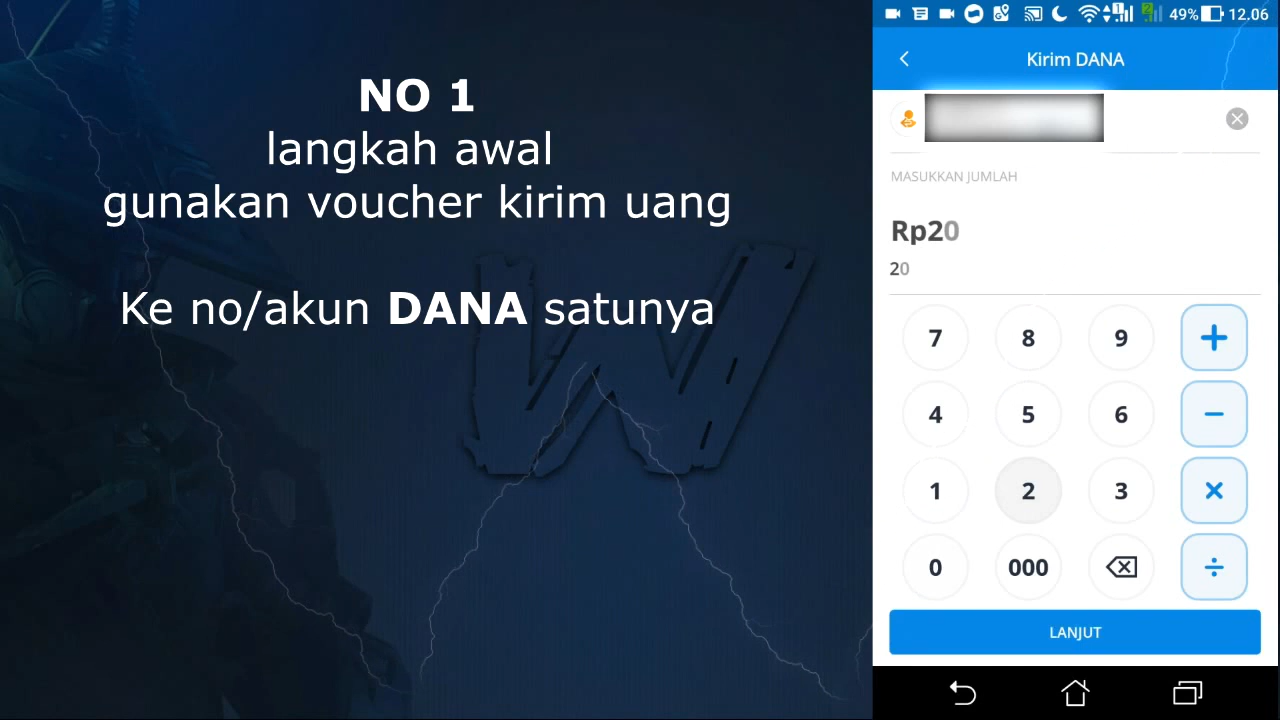 NO 1
langkah awal
gunakan voucher kirim uang
Ke no/akun DANA satunya
49% 12.06
Kirim DANA
MASUKKAN JUMLAH
Rp20
20
7 8 9 +
4 5 6 −
1 2 3 ×
0 000 ÷
LANJUT